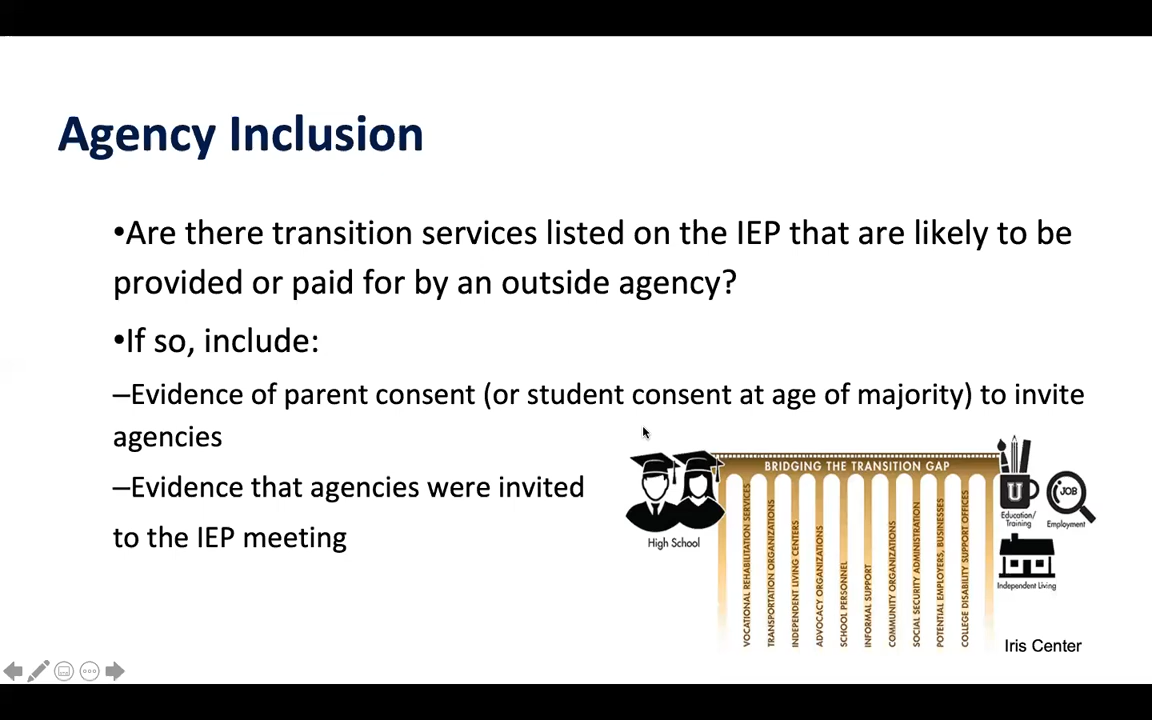 Agency Inclusion
•Are there transition services listed on the IEP that are likely to be
provided or paid for by an outside agency?
•If so, include:
–Evidence of parent consent (or student consent at age of majority) to invite
agencies
–Evidence that agencies were invited
to the IEP meeting
BRIDGING THE TRANSITION GAP
High School
VOCATIONAL REHABILITATION SERVICES
TRANSPORTATION ORGANIZATIONS
INDEPENDENT LIVING CENTERS
ADVOCACY ORGANIZATIONS
SCHOOL PERSONNEL
INFORMAL SUPPORT
COMMUNITY ORGANIZATIONS
SOCIAL SECURITY ADMINISTRATION
POTENTIAL EMPLOYERS, BUSINESSES
COLLEGE DISABILITY SUPPORT OFFICES
U
JOB
Education/
Training
Employment
Independent Living
Iris Center